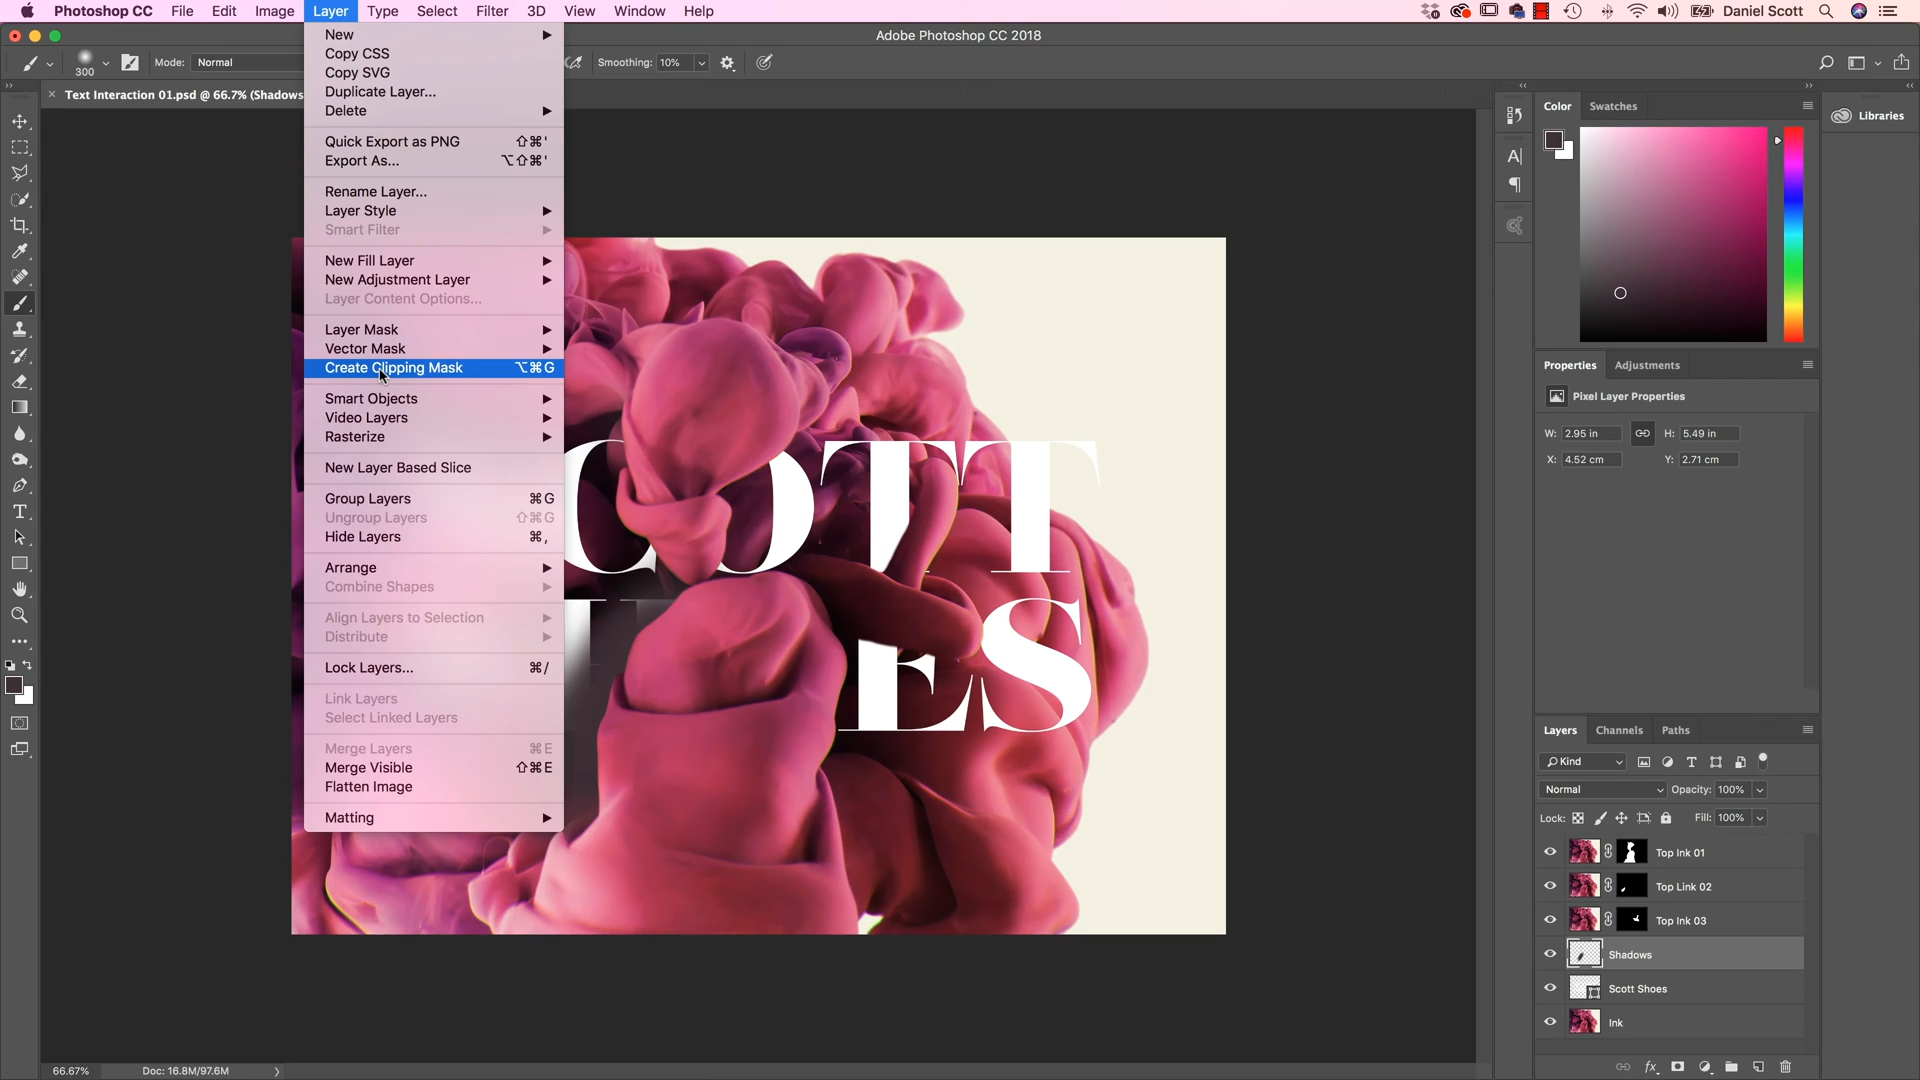 Photoshop CC File Edit Image Layer Type Select Filter 3D View Window Help Daniel Scott
Adobe Photoshop CC 2018
300 Mode: Normal Smoothing: 10%
× Text Interaction 01.psd @ 66.7% (Shadows
New
Copy CSS
Copy SVG
Duplicate Layer...
Delete
Quick Export as PNG ⇧⌘'
Export As... ⌥⇧⌘'
Rename Layer...
Layer Style
Smart Filter
New Fill Layer
New Adjustment Layer
Layer Content Options...
Layer Mask
Vector Mask
Create Clipping Mask ⌥⌘G
Smart Objects
Video Layers
Rasterize
New Layer Based Slice
Group Layers ⌘G
Ungroup Layers ⇧⌘G
Hide Layers ⌘,
Arrange
Combine Shapes
Align Layers to Selection
Distribute
Lock Layers... ⌘/
Link Layers
Select Linked Layers
Merge Layers ⌘E
Merge Visible ⇧⌘E
Flatten Image
Matting
COTT
ES
Color Swatches
Libraries
Properties Adjustments
Pixel Layer Properties
W: 2.95 in H: 5.49 in
X: 4.52 cm Y: 2.71 cm
Layers Channels Paths
Kind
Normal Opacity: 100%
Lock: Fill: 100%
Top Ink 01
Top Link 02
Top Ink 03
Shadows
Scott Shoes
Ink
66.67% Doc: 16.8M/97.6M